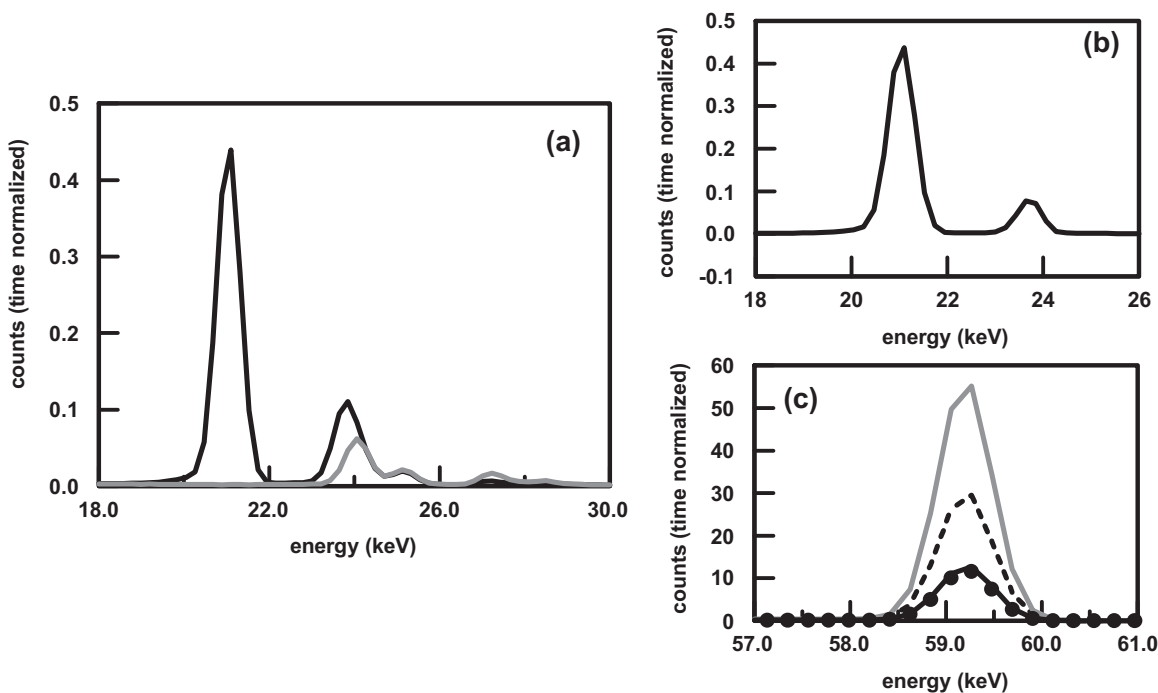 (a)
counts (time normalized)
0.5
0.4
0.3
0.2
0.1
0.0
18.0 22.0 26.0 30.0
energy (keV)
(b)
counts (time normalized)
0.5
0.4
0.3
0.2
0.1
0.0
-0.1
18 20 22 24 26
energy (keV)
(c)
counts (time normalized)
60
50
40
30
20
10
0
57.0 58.0 59.0 60.0 61.0
energy (keV)